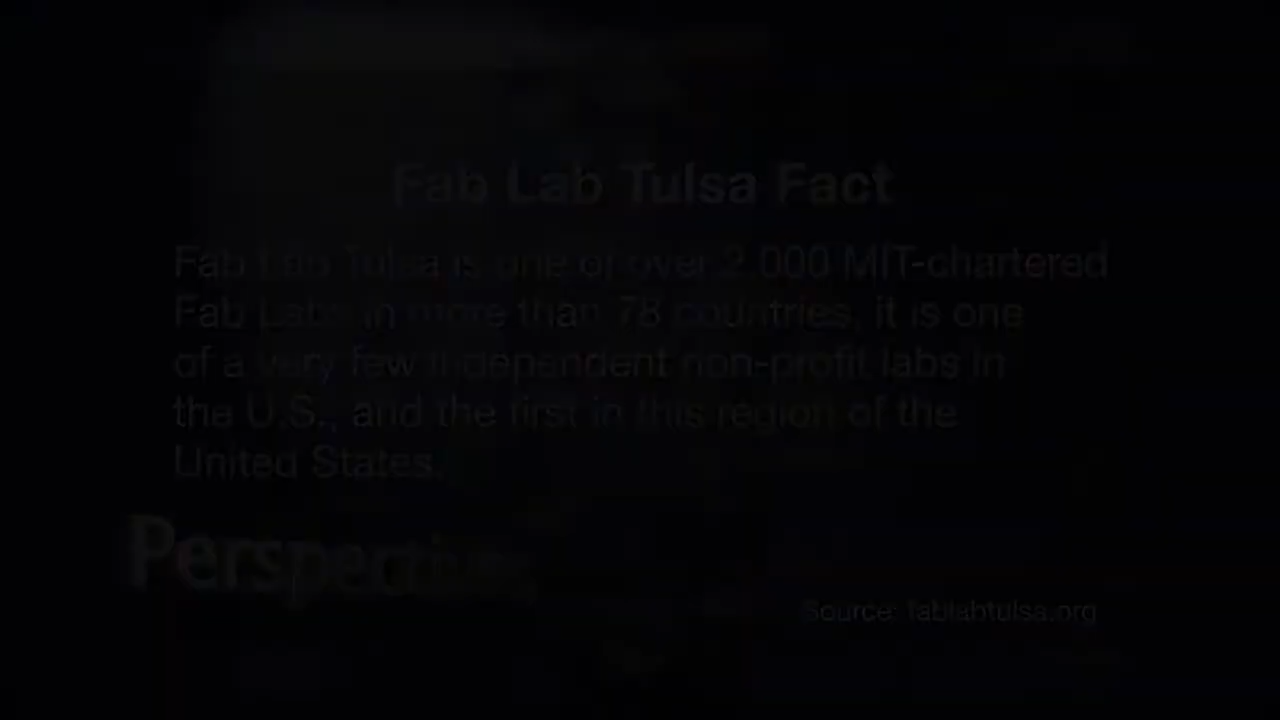 Fab Lab Tulsa Fact
Fab Lab Tulsa is one of over 2,000 MIT-chartered
Fab Labs in more than 78 countries, it is one
of a very few independent non-profit labs in
the U.S., and the first in this region of the
United States.
Perspective
Source: fablabtulsa.org